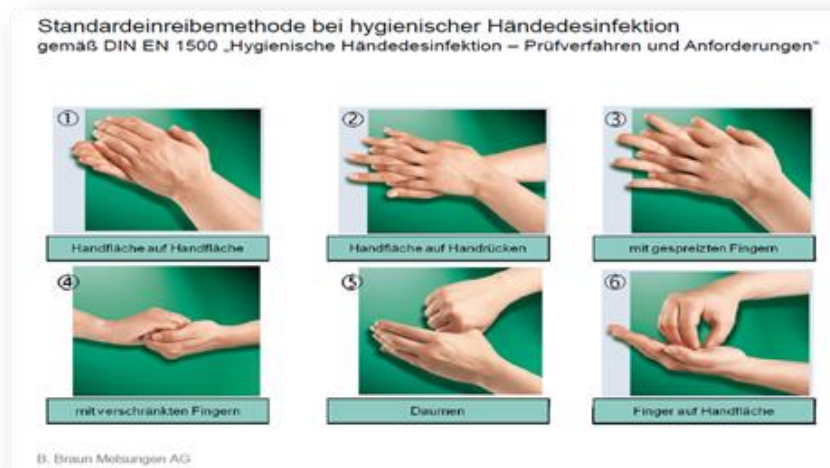 Standardeinreibemethode bei hygienischer Händedesinfektion
gemäß DIN EN 1500 „Hygienische Händedesinfektion – Prüfverfahren und Anforderungen"
①
②
③
Handfläche auf Handfläche
Handfläche auf Handrücken
mit gespreizten Fingern
④
⑤
⑥
mit verschränkten Fingern
Daumen
Finger auf Handfläche
B. Braun Melsungen AG